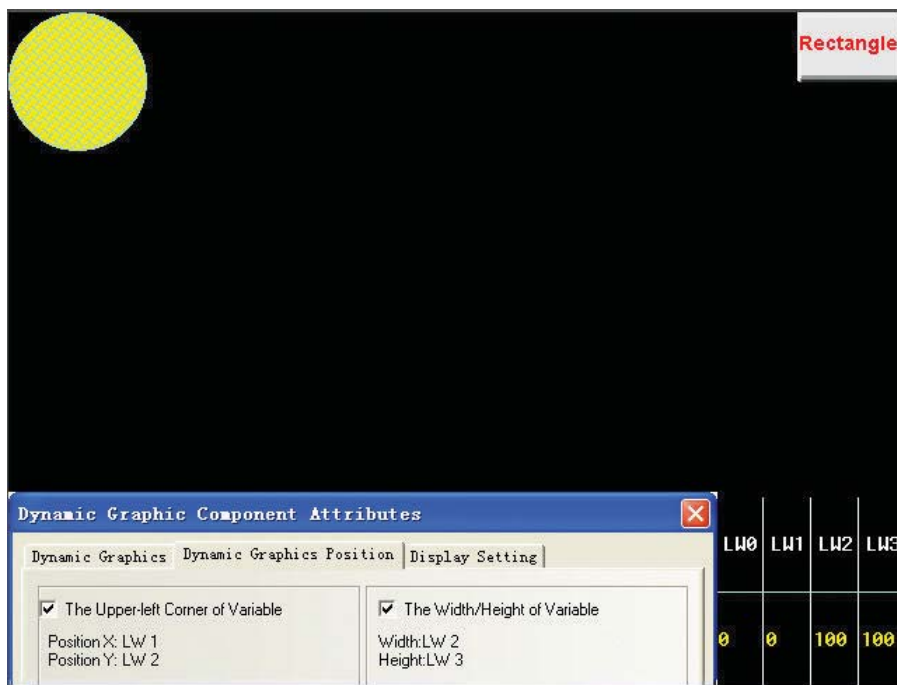 Rectangle
Dynamic Graphic Component Attributes
Dynamic Graphics Dynamic Graphics Position Display Setting
The Upper-left Corner of Variable The Width/Height of Variable
Position X: LW 1 Width:LW 2
Position Y: LW 2 Height:LW 3
LW0 LW1 LW2 LW3
0 0 100 100